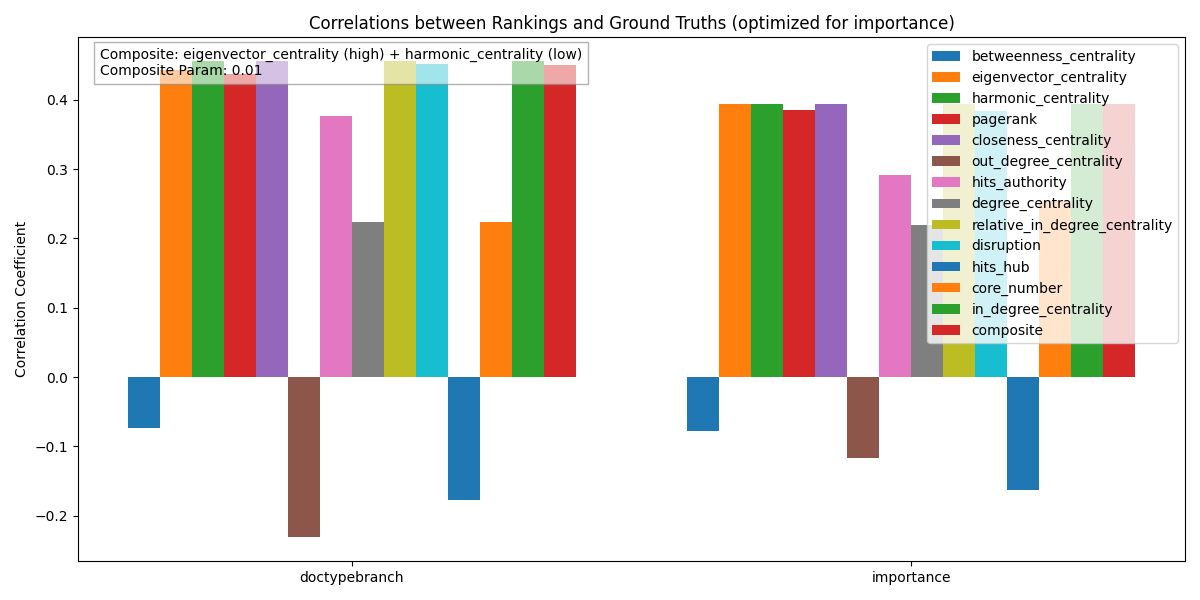 Correlations between Rankings and Ground Truths (optimized for importance)
Composite: eigenvector_centrality (high) + harmonic_centrality (low)
Composite Param: 0.01
betweenness_centrality
eigenvector_centrality
harmonic_centrality
pagerank
closeness_centrality
out_degree_centrality
hits_authority
degree_centrality
relative_in_degree_centrality
disruption
hits_hub
core_number
in_degree_centrality
composite
Correlation Coefficient
0.4
0.3
0.2
0.1
0.0
−0.1
−0.2
doctypebranch
importance